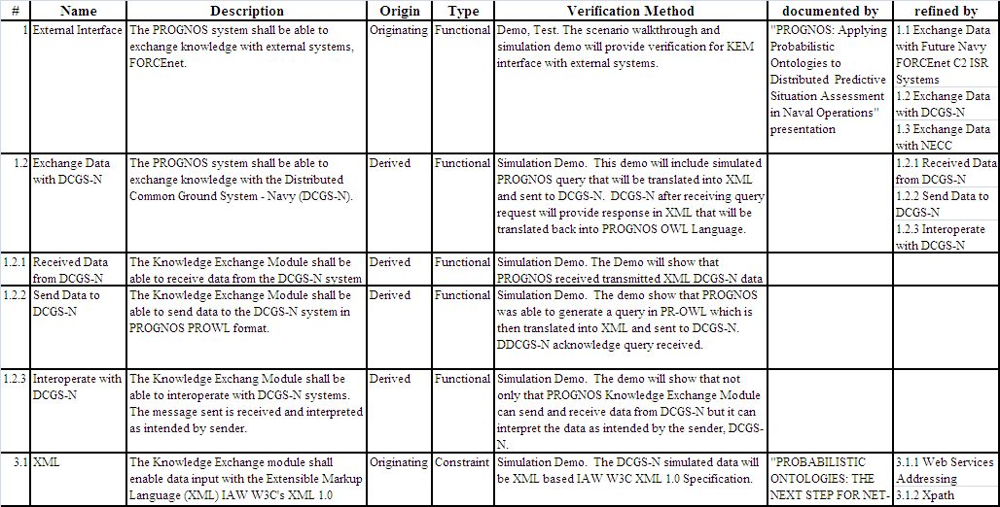 # Name Description Origin Type Verification Method documented by refined by
1 External Interface The PROGNOS system shall be able to exchange knowledge with external systems, FORCEnet. Originating Functional Demo, Test. The scenario walkthrough and simulation demo will provide verification for KEM interface with external systems. "PROGNOS: Applying Probabilistic Ontologies to Distributed Predictive Situation Assessment in Naval Operations" presentation 1.1 Exchange Data with Future Navy FORCEnet C2 ISR Systems
1.2 Exchange Data with DCGS-N
1.3 Exchange Data with NECC
1.2 Exchange Data with DCGS-N The PROGNOS system shall be able to exchange knowledge with the Distributed Common Ground System - Navy (DCGS-N). Derived Functional Simulation Demo. This demo will include simulated PROGNOS query that will be translated into XML and sent to DCGS-N. DCGS-N after receiving query request will provide response in XML that will be translated back into PROGNOS OWL Language. 1.2.1 Received Data from DCGS-N
1.2.2 Send Data to DCGS-N
1.2.3 Interoperate with DCGS-N
1.2.1 Received Data from DCGS-N The Knowledge Exchange Module shall be able to receive data from the DCGS-N system Derived Functional Simulation Demo. The Demo will show that PROGNOS received transmitted XML DCGS-N data
1.2.2 Send Data to DCGS-N The Knowledge Exchange Module shall be able to send data to the DCGS-N system in PROGNOS PROWL format. Derived Functional Simulation Demo. The demo show that PROGNOS was able to generate a query in PR-OWL which is then translated into XML and sent to DCGS-N. DDCGS-N acknowledge query received.
1.2.3 Interoperate with DCGS-N The Knowledge Exchang Module shall be able to interoperate with DCGS-N systems. The message sent is received and interpreted as intended by sender. Derived Functional Simulation Demo. The demo will show that not only that PROGNOS Knowledge Exchange Module can send and receive data from DCGS-N but it can interpret the data as intended by the sender, DCGS-N.
3.1 XML The Knowledge Exchange module shall enable data input with the Extensible Markup Language (XML) IAW W3C's XML 1.0 Originating Constraint Simulation Demo. The DCGS-N simulated data will be XML based IAW W3C XML 1.0 Specification. "PROBABILISTIC ONTOLOGIES: THE NEXT STEP FOR NET- 3.1.1 Web Services Addressing
3.1.2 Xpath